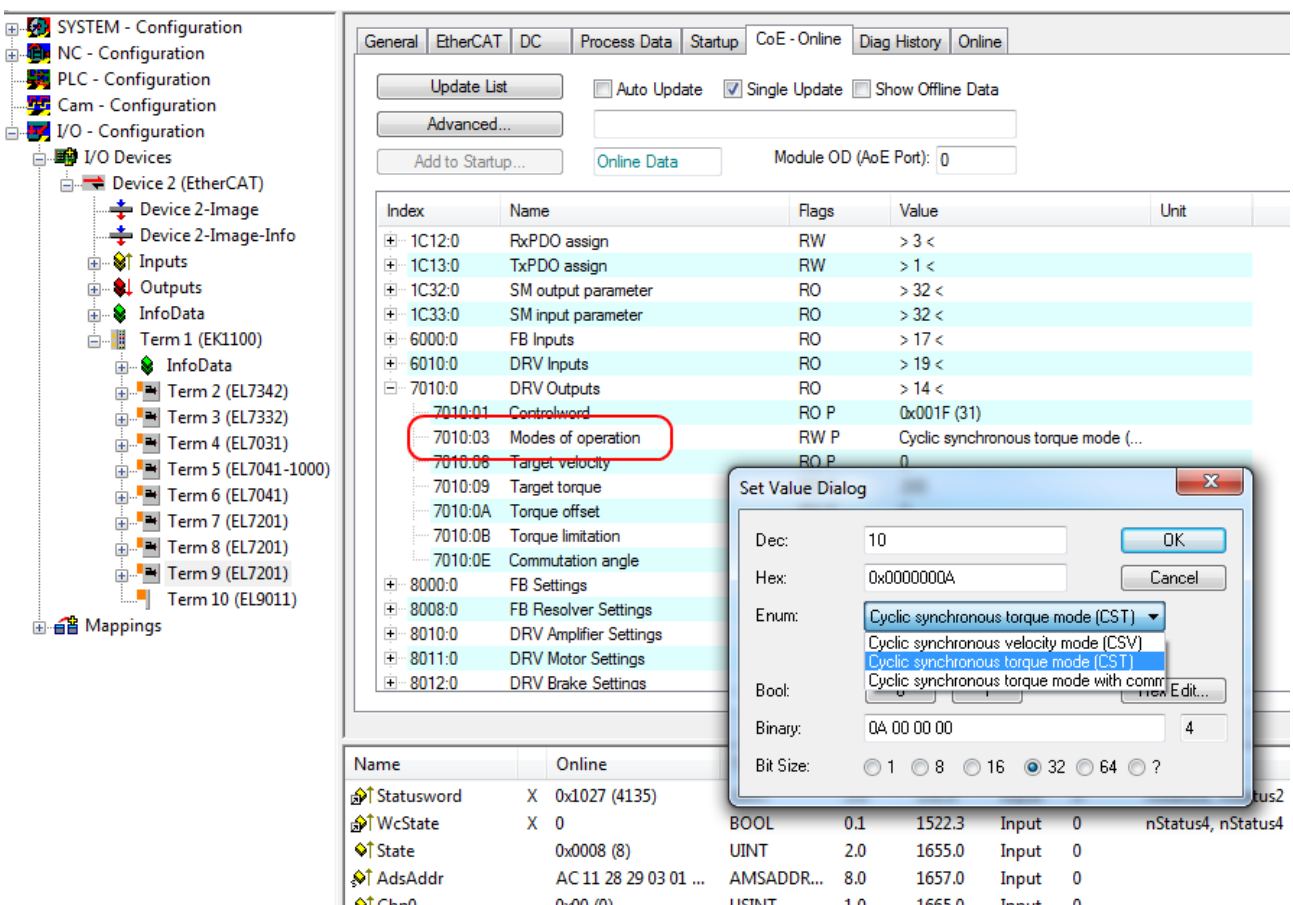 SYSTEM - Configuration
NC - Configuration
PLC - Configuration
Cam - Configuration
I/O - Configuration
I/O Devices
Device 2 (EtherCAT)
Device 2-Image
Device 2-Image-Info
Inputs
Outputs
InfoData
Term 1 (EK1100)
InfoData
Term 2 (EL7342)
Term 3 (EL7332)
Term 4 (EL7031)
Term 5 (EL7041-1000)
Term 6 (EL7041)
Term 7 (EL7201)
Term 8 (EL7201)
Term 9 (EL7201)
Term 10 (EL9011)
Mappings
General EtherCAT DC Process Data Startup CoE - Online Diag History Online
Update List Auto Update Single Update Show Offline Data
Advanced...
Add to Startup... Online Data Module OD (AoE Port): 0
Index Name Flags Value Unit
1C12:0 RxPDO assign RW > 3 <
1C13:0 TxPDO assign RW > 1 <
1C32:0 SM output parameter RO > 32 <
1C33:0 SM input parameter RO > 32 <
6000:0 FB Inputs RO > 17 <
6010:0 DRV Inputs RO > 19 <
7010:0 DRV Outputs RO > 14 <
7010:01 Controlword RO P 0x001F (31)
7010:03 Modes of operation RW P Cyclic synchronous torque mode (...
7010:06 Target velocity RO P 0
7010:09 Target torque
7010:0A Torque offset
7010:0B Torque limitation
7010:0E Commutation angle
8000:0 FB Settings
8008:0 FB Resolver Settings
8010:0 DRV Amplifier Settings
8011:0 DRV Motor Settings
8012:0 DRV Brake Settings
Set Value Dialog
Dec: 10 OK
Hex: 0x0000000A Cancel
Enum: Cyclic synchronous torque mode (CST)
Cyclic synchronous velocity mode (CSV)
Cyclic synchronous torque mode (CST)
Cyclic synchronous torque mode with comm
Bool: 0 1 Hex Edit...
Binary: 0A 00 00 00 4
Bit Size: 1 8 16 32 64 ?
Name Online
Statusword X 0x1027 (4135)
WcState X 0 BOOL 0.1 1522.3 Input 0 nStatus4, nStatus4
State 0x0008 (8) UINT 2.0 1655.0 Input 0
AdsAddr AC 11 28 29 03 01 ... AMSADDR... 8.0 1657.0 Input 0
Chn0 0x00 (0) USINT 1.0 1665.0 Input 0